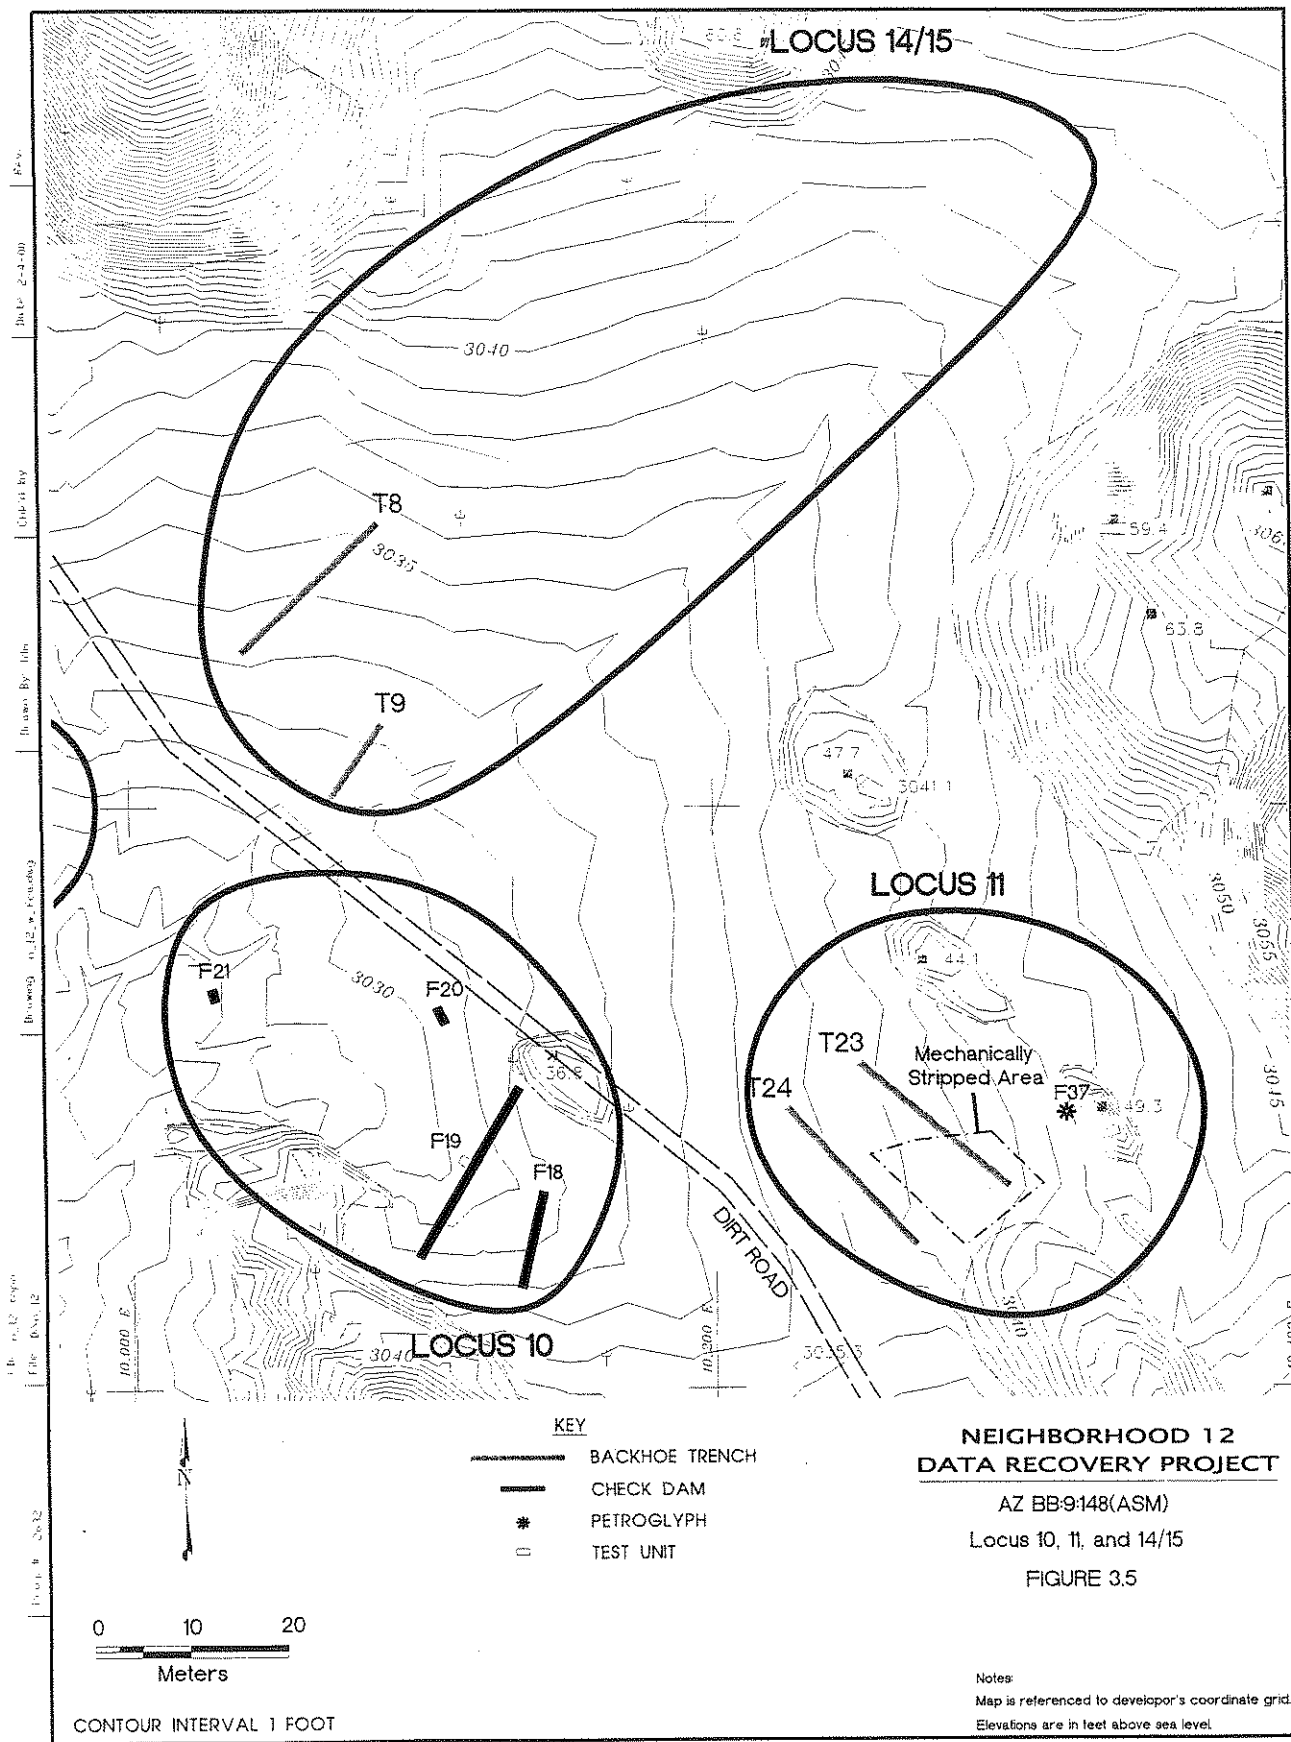 LOCUS 14/15
3040
T8
3035
59.4
63.8
T9
47.7
3041.1
LOCUS 11
3050
3055
F21
3030
F20
44.1
36.8
T23
Mechanically
Stripped Area
T24
F37
49.3
3045
F19
F18
DIRT ROAD
3040
LOCUS 10
3040
10,000 E
10,200 E
KEY
BACKHOE TRENCH
CHECK DAM
PETROGLYPH
TEST UNIT
N
NEIGHBORHOOD 12
DATA RECOVERY PROJECT
AZ BB:9:148(ASM)
Locus 10, 11, and 14/15
FIGURE 3.5
0 10 20
Meters
CONTOUR INTERVAL 1 FOOT
Notes:
Map is referenced to developor's coordinate grid.
Elevations are in feet above sea level